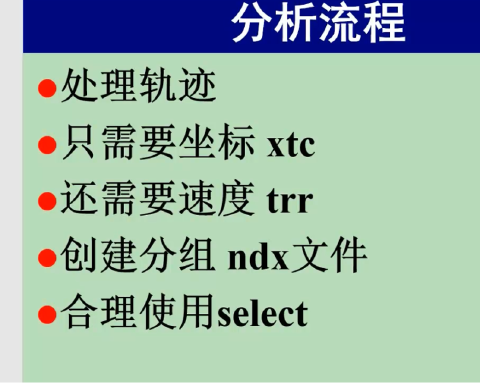 分析流程
处理轨迹
只需要坐标 xtc
还需要速度 trr
创建分组 ndx文件
合理使用select